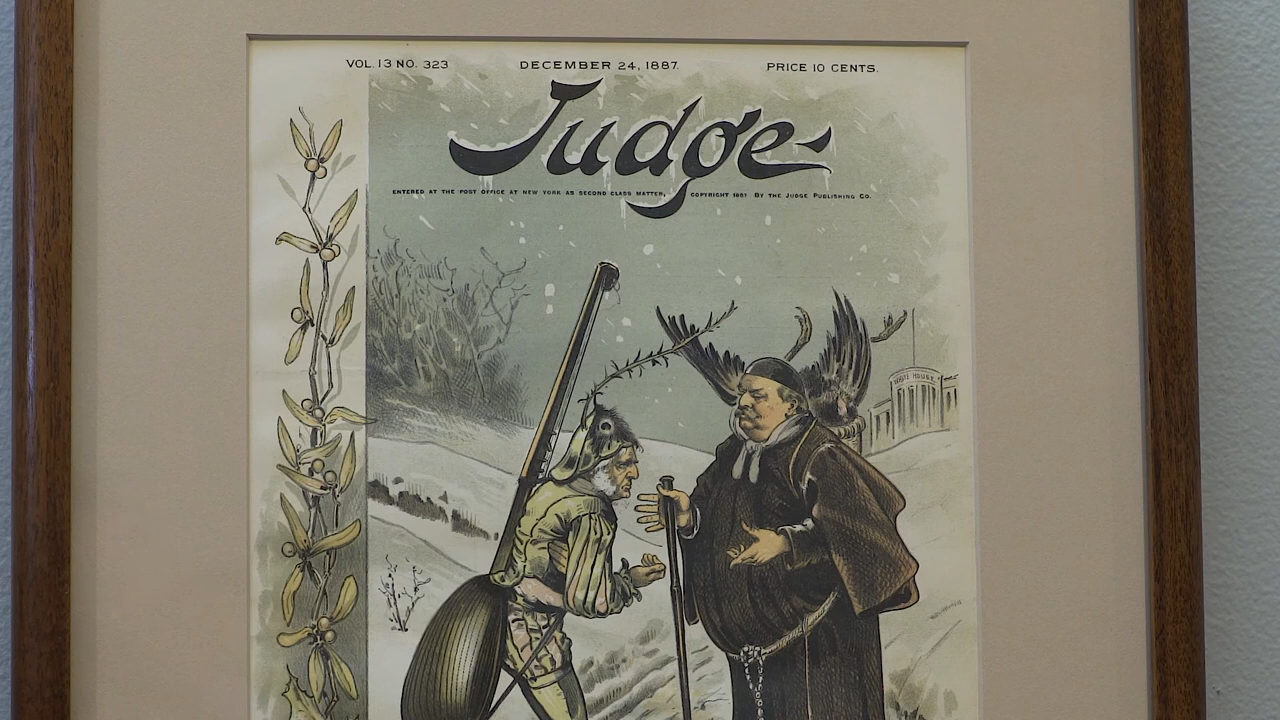 VOL. 13 NO. 323 DECEMBER 24, 1887. PRICE 10 CENTS.
Judge
ENTERED AT THE POST OFFICE AT NEW YORK AS SECOND CLASS MATTER, COPYRIGHT 1887 BY THE JUDGE PUBLISHING CO.
WHITE HOUSE